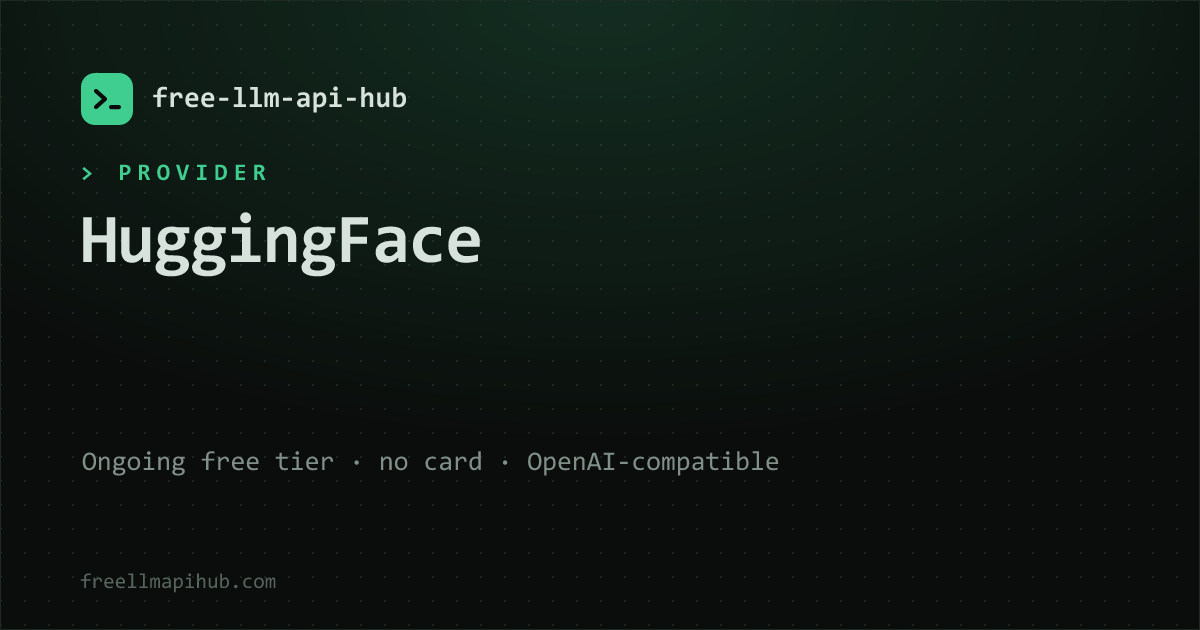 free-llm-api-hub
> PROVIDER
HuggingFace
Ongoing free tier · no card · OpenAI-compatible
freellmapihub.com